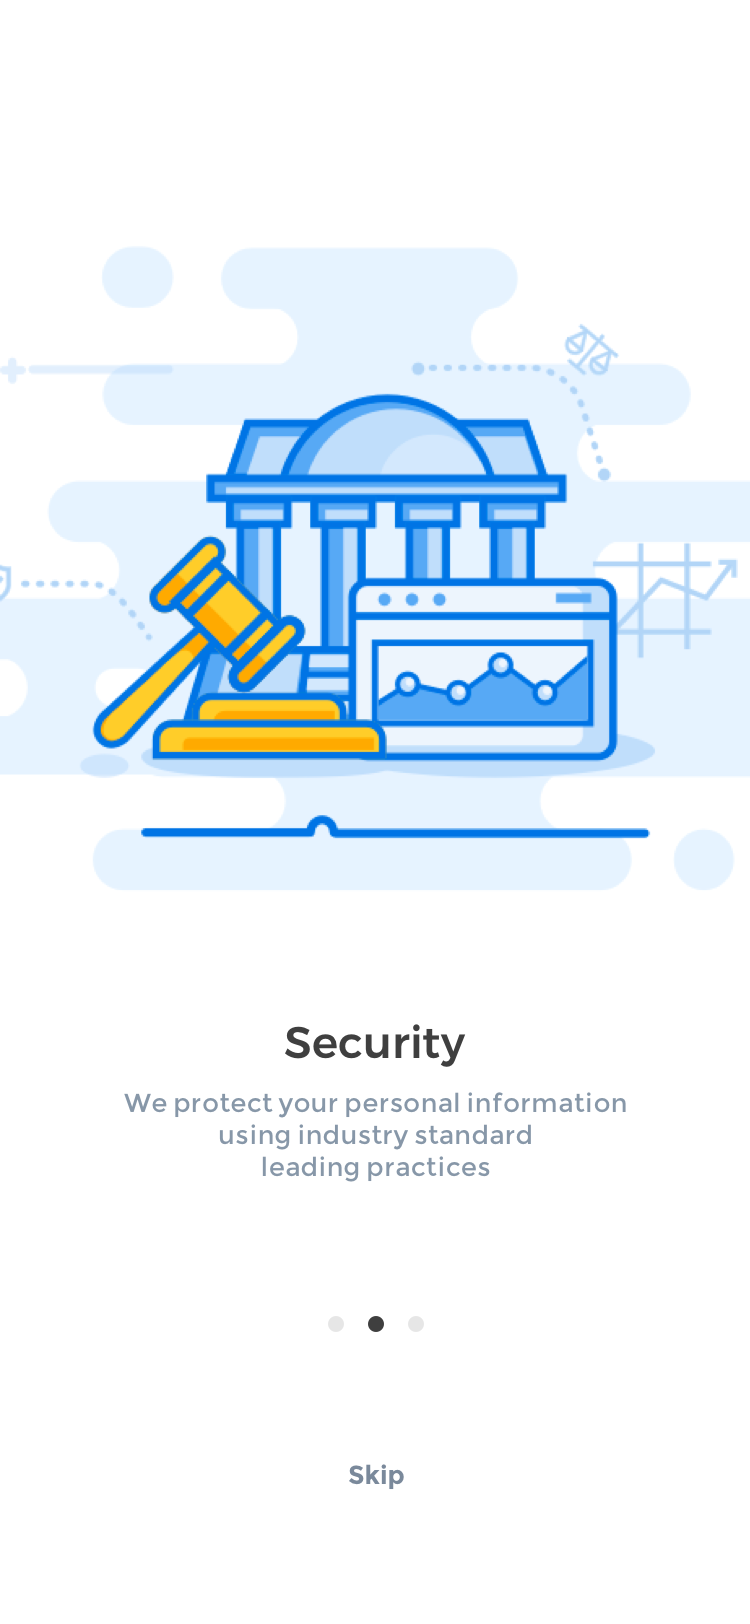 Security
We protect your personal information
using industry standard
leading practices
Skip